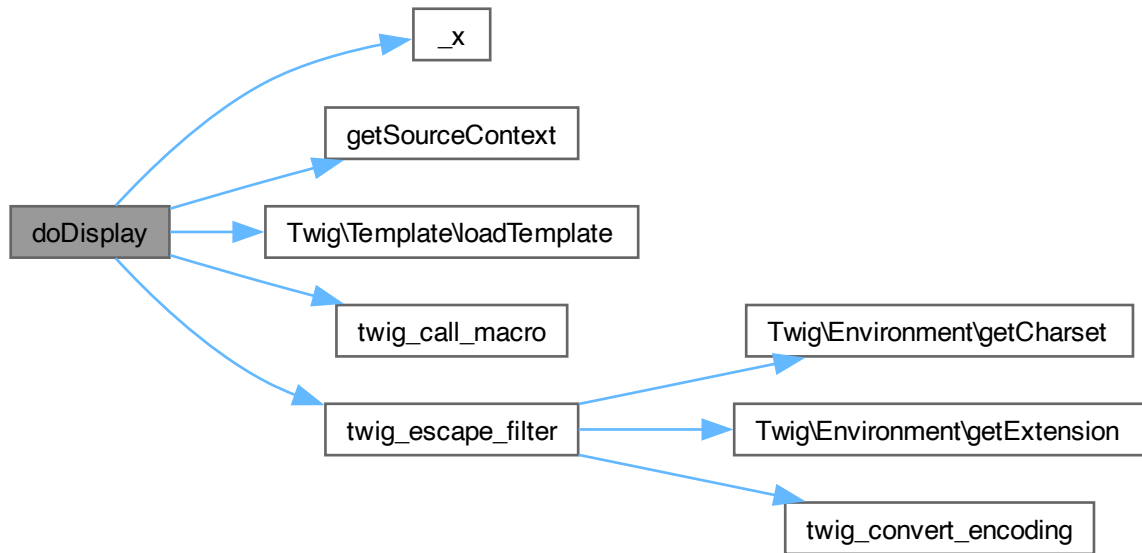 _x
getSourceContext
doDisplay
Twig\Template\loadTemplate
twig_call_macro
Twig\Environment\getCharset
twig_escape_filter
Twig\Environment\getExtension
twig_convert_encoding